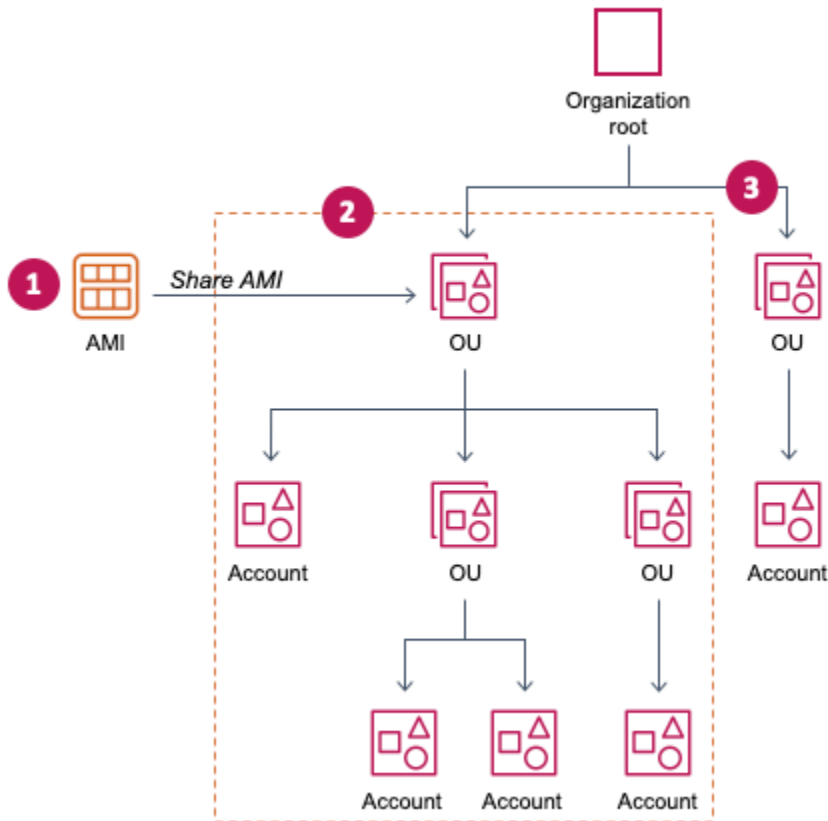 Organization
root
3
2
1
Share AMI
AMI
OU
OU
Account
OU
OU
Account
Account
Account
Account